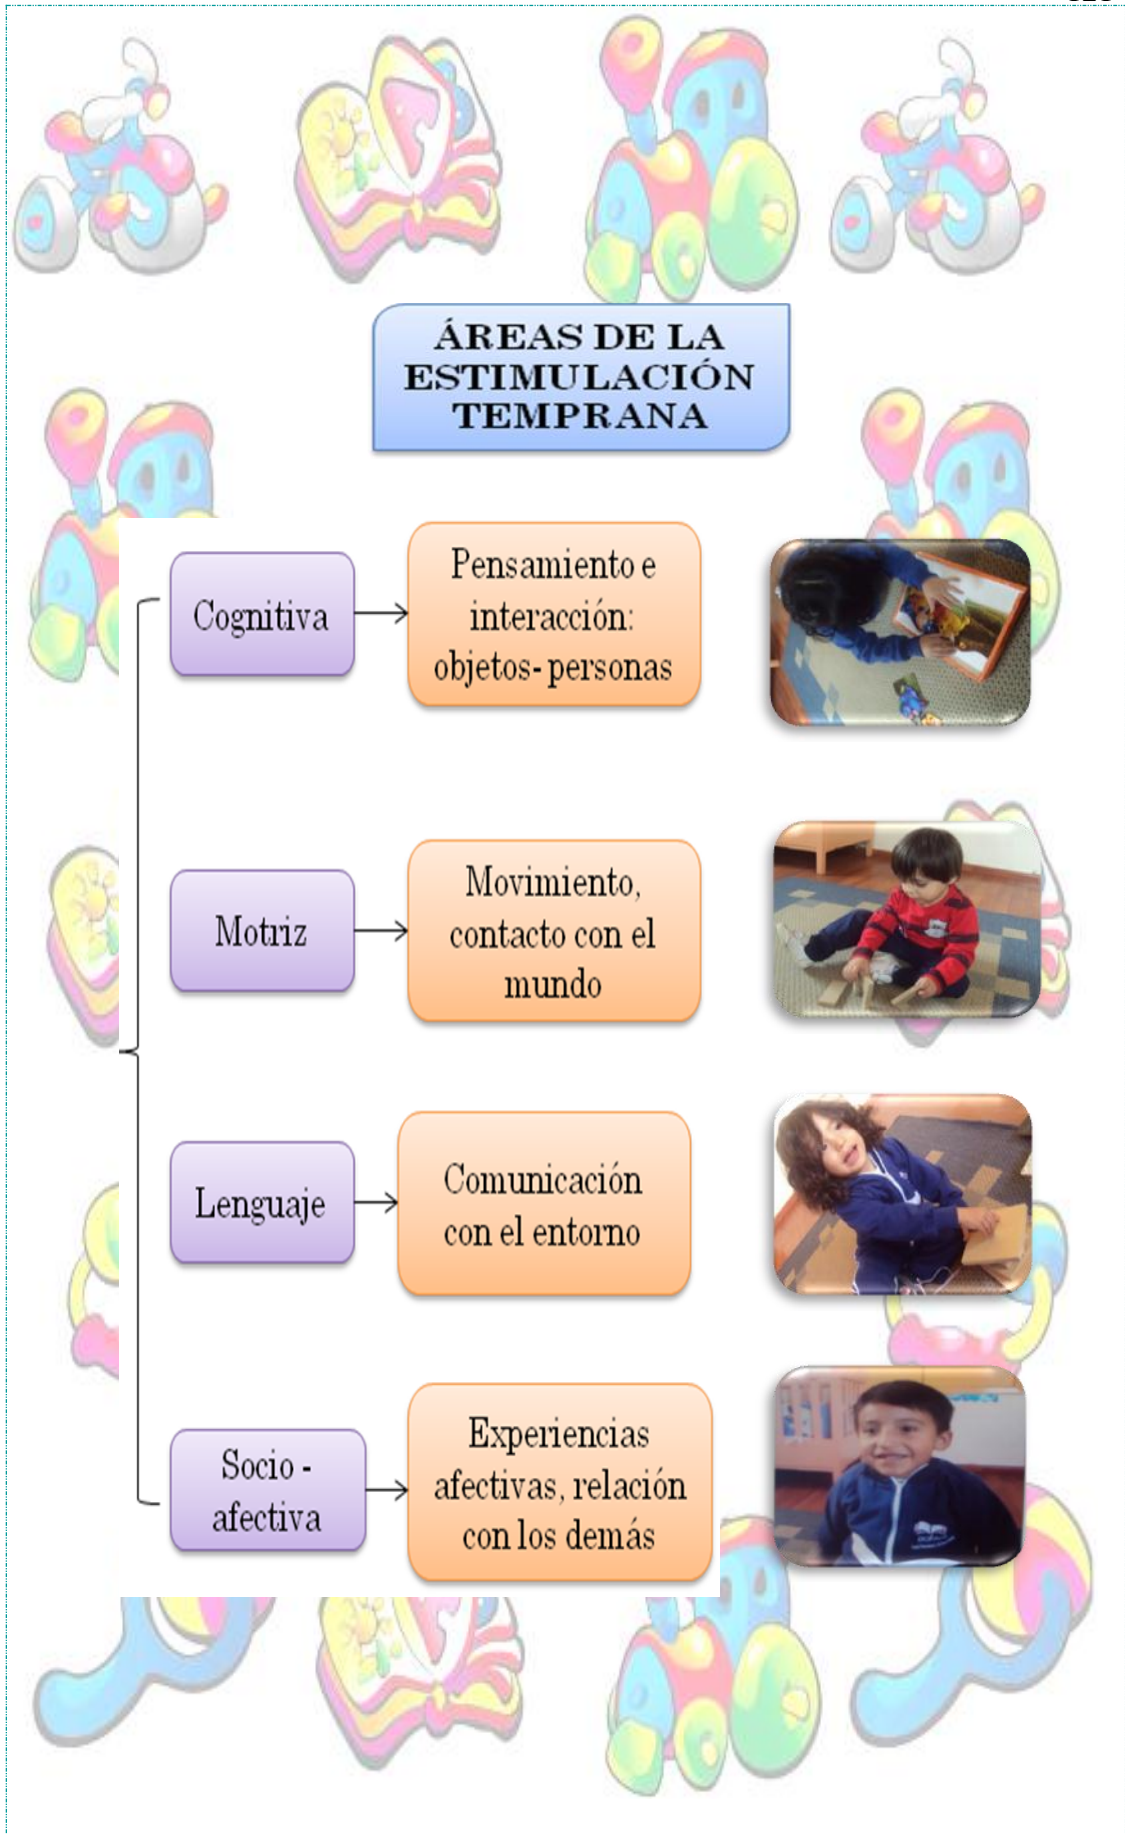 ÁREAS DE LA
ESTIMULACIÓN
TEMPRANA
Cognitiva
Pensamiento e
interacción:
objetos- personas
Motriz
Movimiento,
contacto con el
mundo
Lenguaje
Comunicación
con el entorno
Socio -
afectiva
Experiencias
afectivas, relación
con los demás